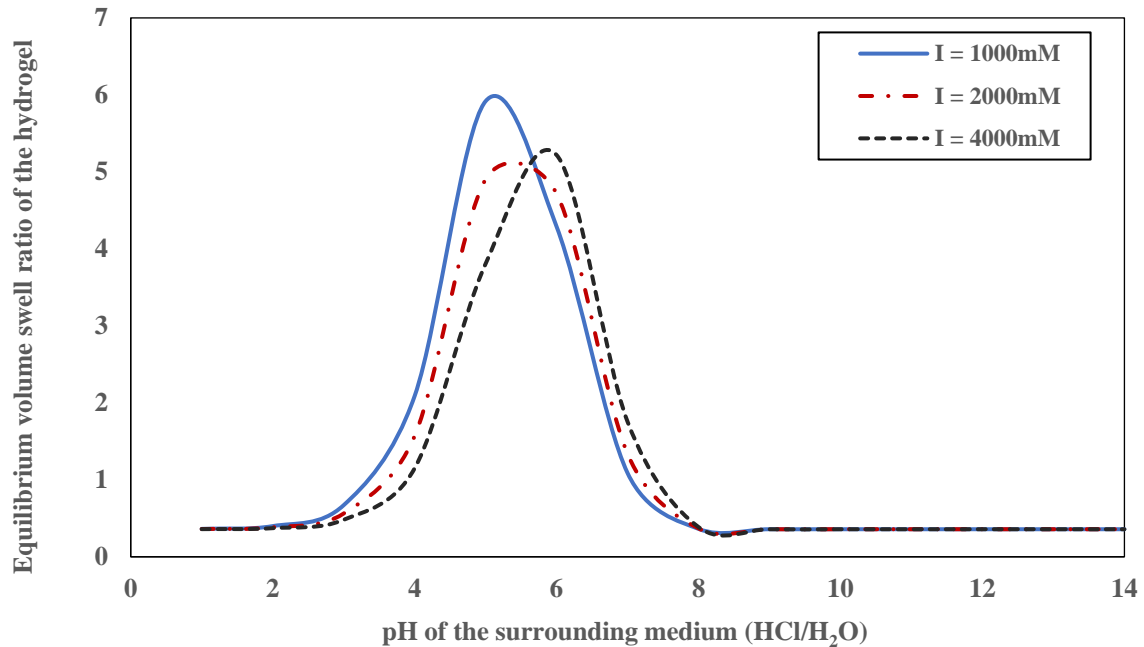 Equilibrium volume swell ratio of the hydrogel
7
6
5
4
3
2
1
0
I = 1000mM
I = 2000mM
I = 4000mM
0 2 4 6 8 10 12 14
pH of the surrounding medium (HCl/H₂O)